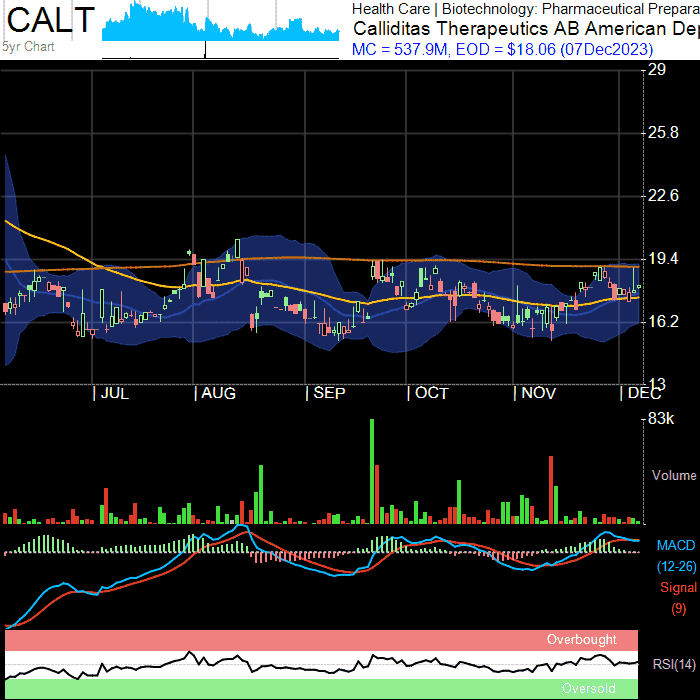 CALT
5yr Chart
Health Care | Biotechnology: Pharmaceutical Prepara
Calliditas Therapeutics AB American De
MC = 537.9M, EOD = $18.06 (07Dec2023)
29
25.8
22.6
19.4
16.2
13
JUL
AUG
SEP
OCT
NOV
DEC
83k
Volume
MACD
(12-26)
Signal
(9)
Overbought
RSI(14)
Oversold